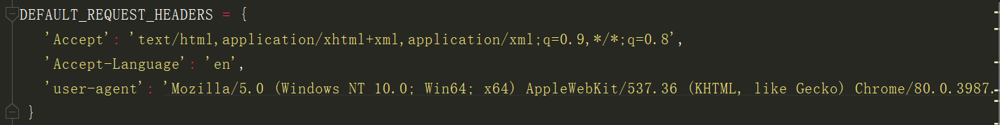 DEFAULT_REQUEST_HEADERS = {
'Accept': 'text/html,application/xhtml+xml,application/xml;q=0.9,*/*;q=0.8',
'Accept-Language': 'en',
'user-agent': 'Mozilla/5.0 (Windows NT 10.0; Win64; x64) AppleWebKit/537.36 (KHTML, like Gecko) Chrome/80.0.3987.
}